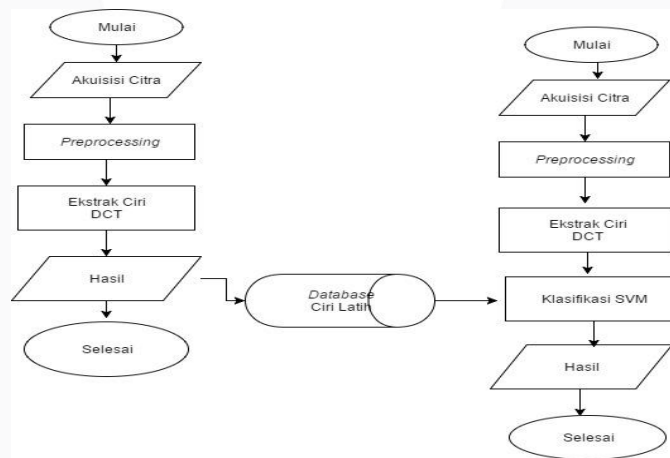 Mulai
Akuisisi Citra
Preprocessing
Ekstrak Ciri
DCT
Hasil
Selesai
Database
Ciri Latih
Mulai
Akuisisi Citra
Preprocessing
Ekstrak Ciri
DCT
Klasifikasi SVM
Hasil
Selesai